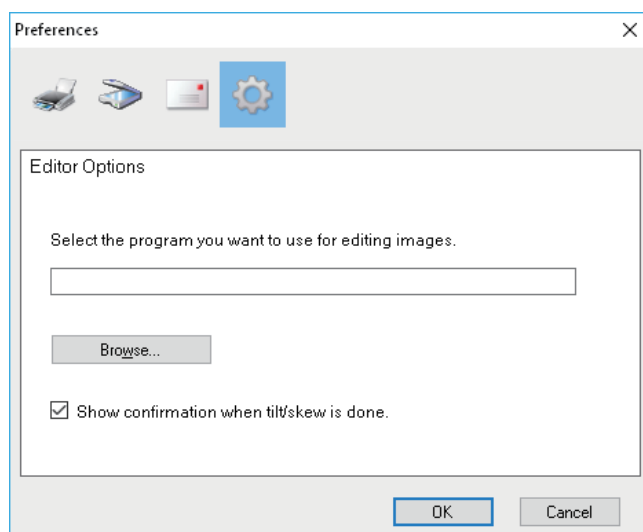 Preferences
Editor Options
Select the program you want to use for editing images.
Browse...
Show confirmation when tilt/skew is done.
OK Cancel